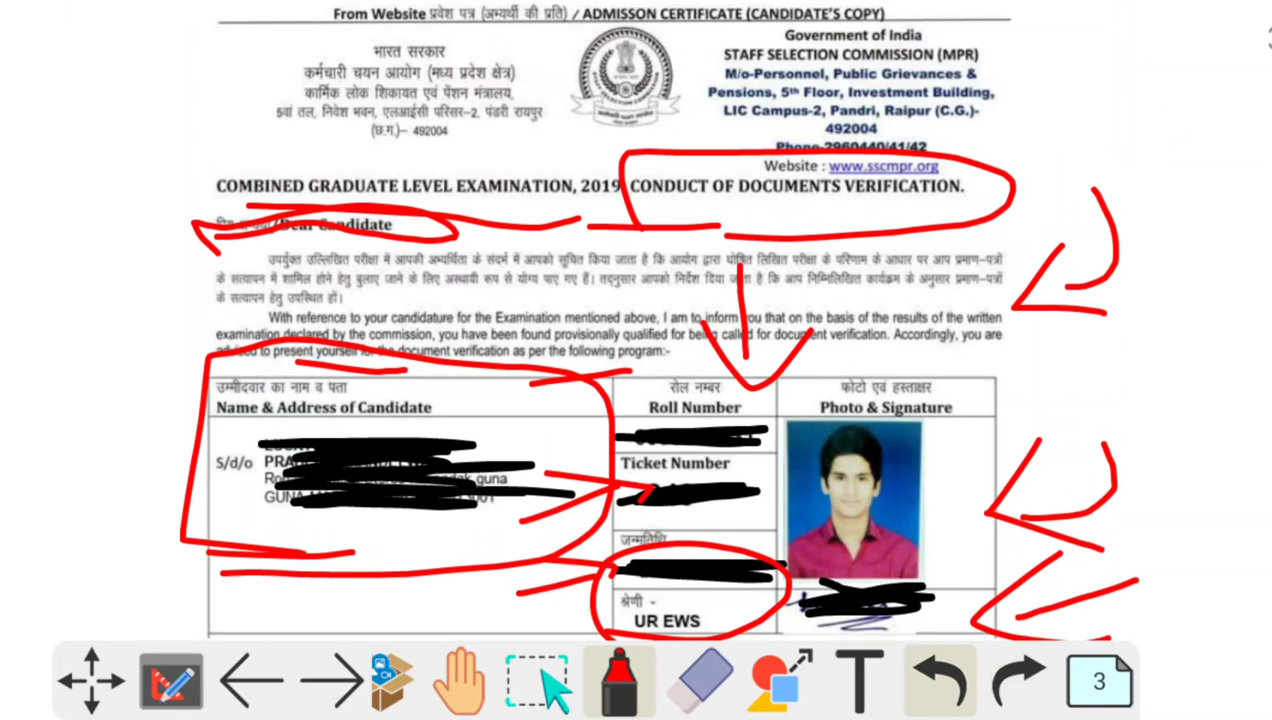 From Website प्रवेश पत्र (अभ्यर्थी की प्रति) / ADMISSON CERTIFICATE (CANDIDATE'S COPY)
भारत सरकार
कर्मचारी चयन आयोग (मध्य प्रदेश क्षेत्र)
कार्मिक लोक शिकायत एवं पेंशन मंत्रालय,
5वां तल, निवेश भवन, एलआईसी परिसर-2, पंडरी रायपुर
(छ.ग.)- 492004
Government of India
STAFF SELECTION COMMISSION (MPR)
M/o-Personnel, Public Grievances &
Pensions, 5th Floor, Investment Building,
LIC Campus-2, Pandri, Raipur (C.G.)-
492004
Phone-2960440/41/42
Website : www.sscmpr.org
COMBINED GRADUATE LEVEL EXAMINATION, 2019 CONDUCT OF DOCUMENTS VERIFICATION.
/Dear Candidate
उपर्युक्त उल्लिखित परीक्षा में आपकी अभ्यर्थिता के संदर्भ में आपको सूचित किया जाता है कि आयोग द्वारा घोषित लिखित परीक्षा के परिणाम के आधार पर आप प्रमाण-पत्रों
के सत्यापन में शामिल होने हेतु बुलाए जाने के लिए अस्थायी रूप से योग्य पाए गए हैं। तद्नुसार आपको निर्देश दिया जाता है कि आप निम्निलिखित कार्यक्रम के अनुसार प्रमाण-पत्रों
के सत्यापन हेतु उपस्थित हों।
With reference to your candidature for the Examination mentioned above, I am to inform you that on the basis of the results of the written
examination declared by the commission, you have been found provisionally qualified for being called for document verification. Accordingly, you are
to present yourself for the document verification as per the following program:-
उम्मीदवार का नाम व पता
Name & Address of Candidate
रोल नम्बर
Roll Number
फोटो एवं हस्ताक्षर
Photo & Signature
S/d/o
guna
Ticket Number
जन्मतिथि
श्रेणी -
UR EWS
T
3